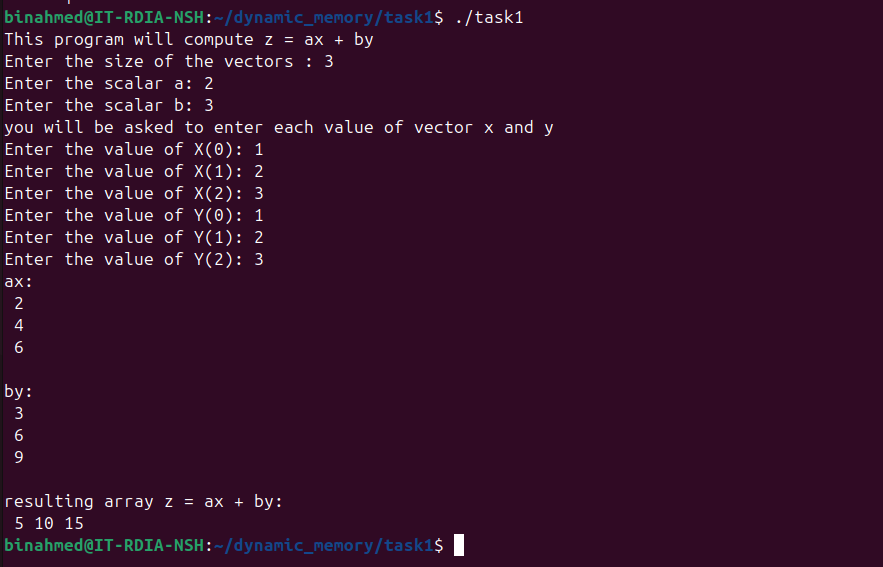 binahmed@IT-RDIA-NSH:~/dynamic_memory/task1$ ./task1
This program will compute z = ax + by
Enter the size of the vectors : 3
Enter the scalar a: 2
Enter the scalar b: 3
you will be asked to enter each value of vector x and y
Enter the value of X(0): 1
Enter the value of X(1): 2
Enter the value of X(2): 3
Enter the value of Y(0): 1
Enter the value of Y(1): 2
Enter the value of Y(2): 3
ax:
2
4
6
by:
3
6
9
resulting array z = ax + by:
5 10 15
binahmed@IT-RDIA-NSH:~/dynamic_memory/task1$